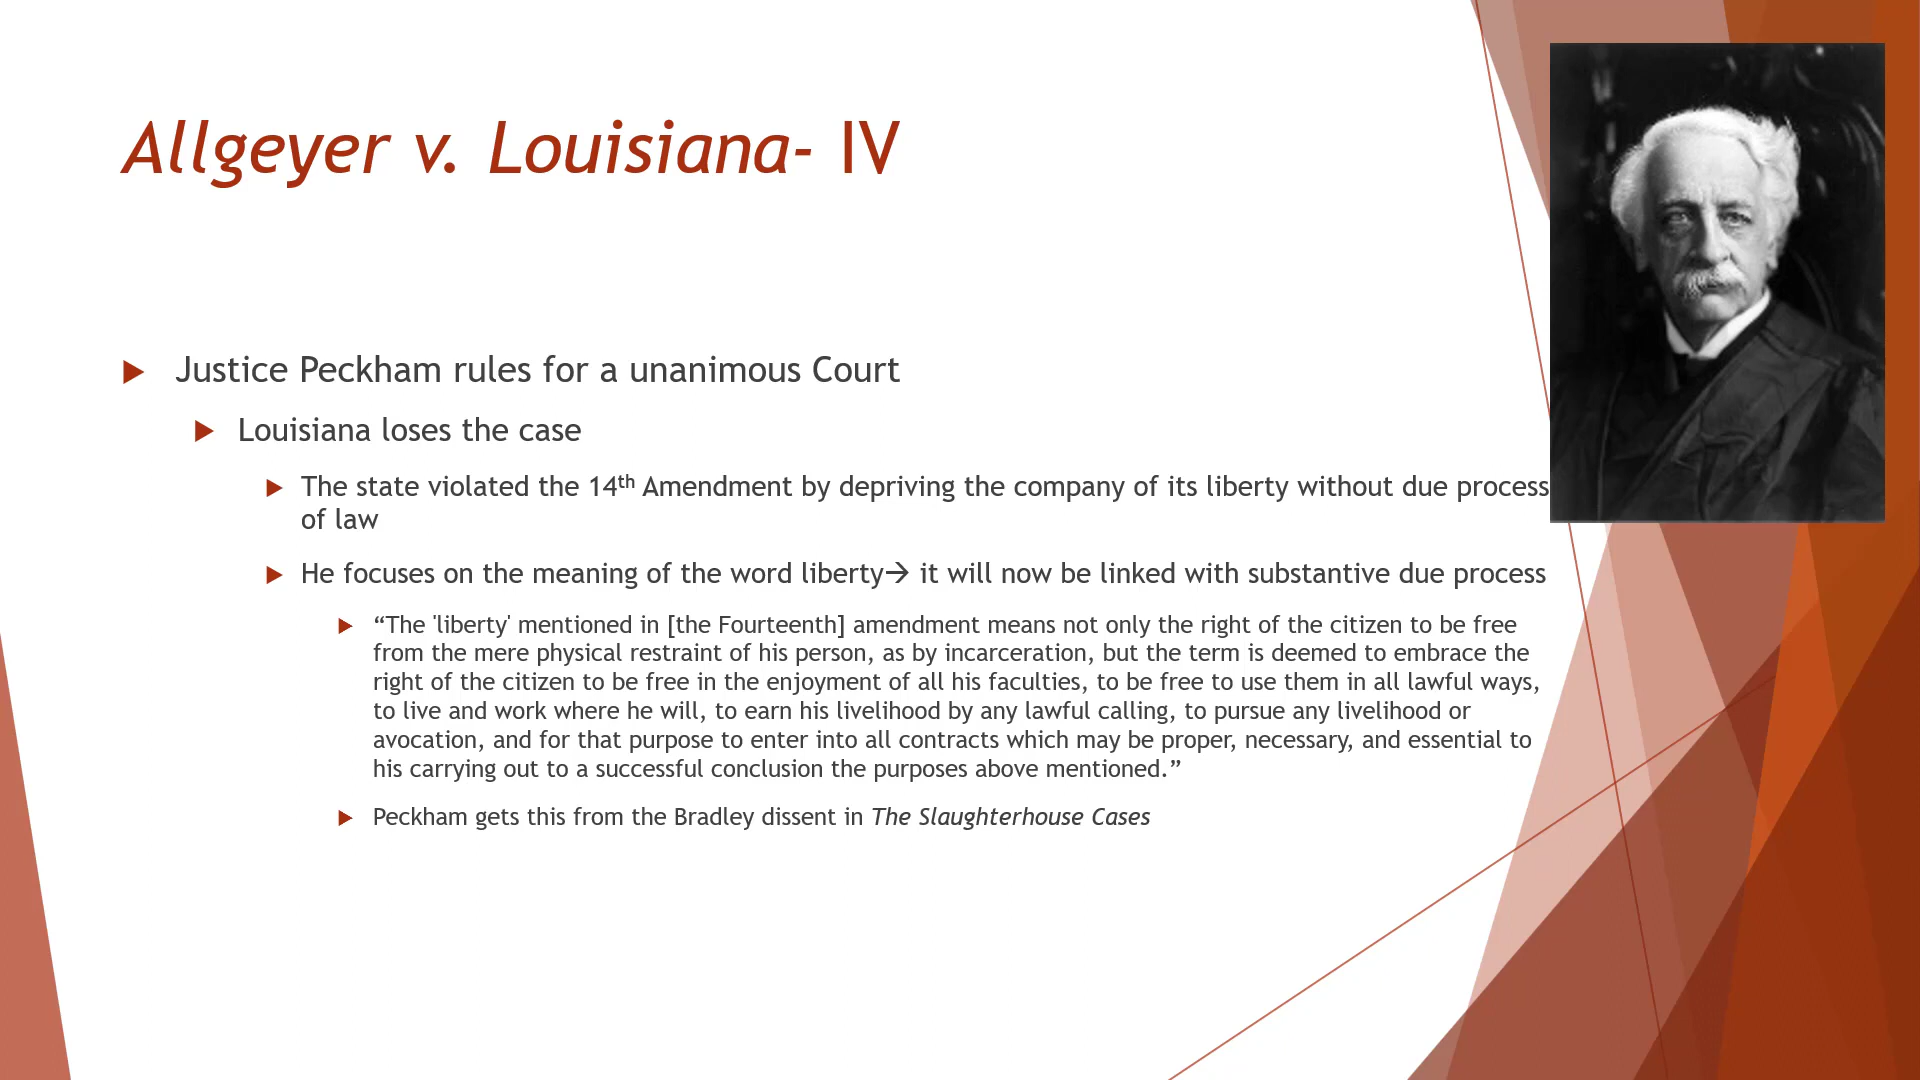 Allgeyer v. Louisiana- IV
Justice Peckham rules for a unanimous Court
Louisiana loses the case
The state violated the 14th Amendment by depriving the company of its liberty without due process
of law
He focuses on the meaning of the word liberty→ it will now be linked with substantive due process
“The 'liberty' mentioned in [the Fourteenth] amendment means not only the right of the citizen to be free
from the mere physical restraint of his person, as by incarceration, but the term is deemed to embrace the
right of the citizen to be free in the enjoyment of all his faculties, to be free to use them in all lawful ways,
to live and work where he will, to earn his livelihood by any lawful calling, to pursue any livelihood or
avocation, and for that purpose to enter into all contracts which may be proper, necessary, and essential to
his carrying out to a successful conclusion the purposes above mentioned.”
Peckham gets this from the Bradley dissent in The Slaughterhouse Cases